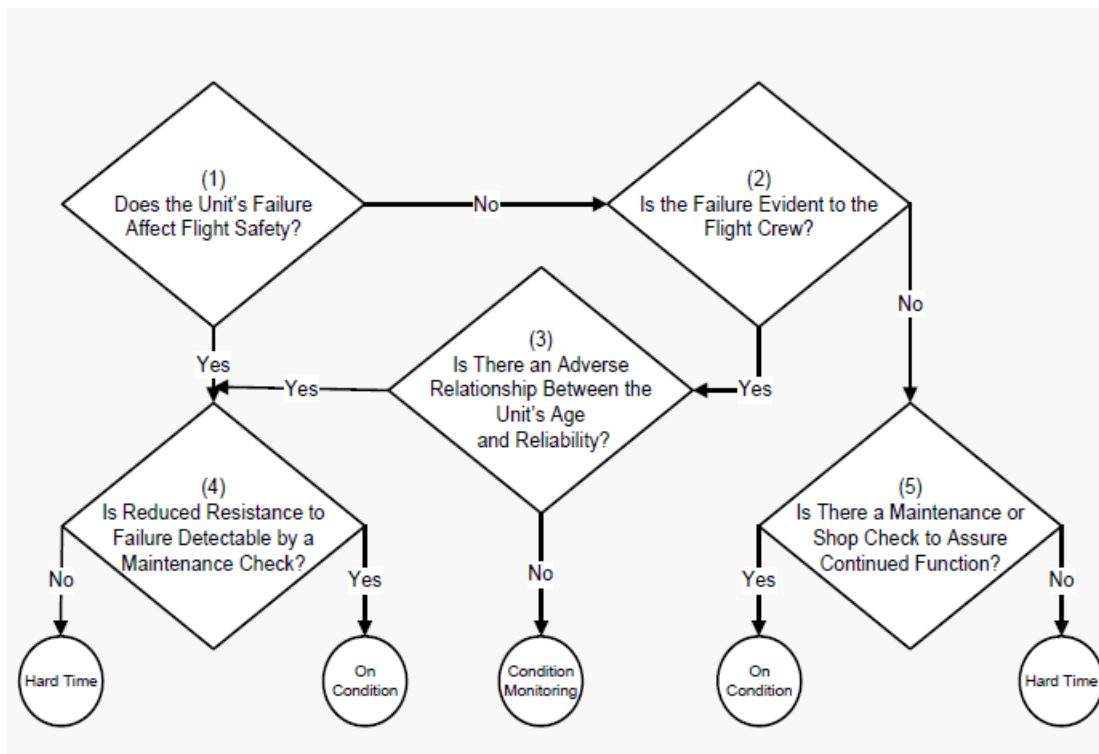 (1)
Does the Unit's Failure
Affect Flight Safety?
No
(2)
Is the Failure Evident to the
Flight Crew?
No
Yes
(3)
Is There an Adverse
Relationship Between the
Unit's Age
and Reliability?
Yes
Yes
(4)
Is Reduced Resistance to
Failure Detectable by a
Maintenance Check?
(5)
Is There a Maintenance or
Shop Check to Assure
Continued Function?
No
Yes
No
Yes
No
Hard Time
On
Condition
Condition
Monitoring
On
Condition
Hard Time